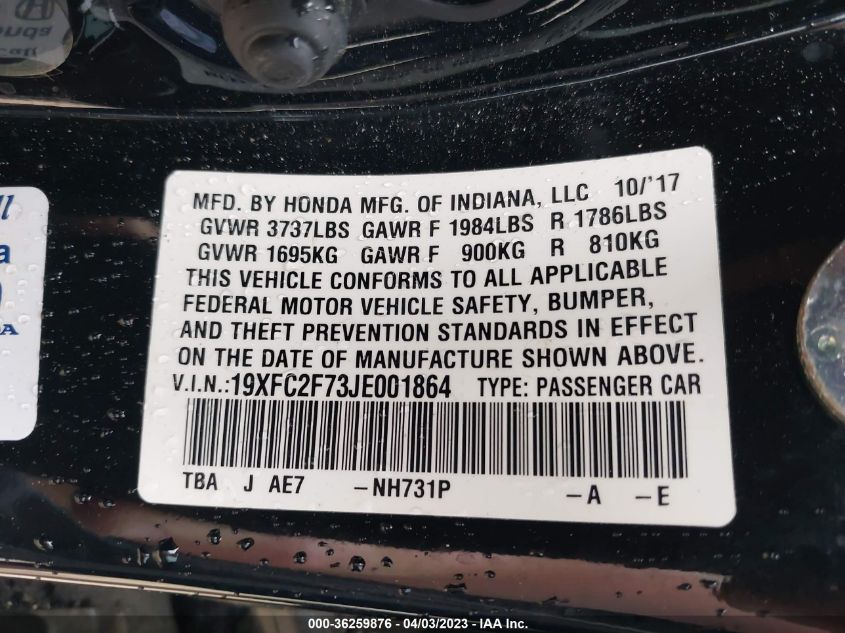 MFD. BY HONDA MFG. OF INDIANA, LLC 10/'17
GVWR 3737LBS GAWR F 1984LBS R 1786LBS
GVWR 1695KG GAWR F 900KG R 810KG
THIS VEHICLE CONFORMS TO ALL APPLICABLE
FEDERAL MOTOR VEHICLE SAFETY, BUMPER,
AND THEFT PREVENTION STANDARDS IN EFFECT
ON THE DATE OF MANUFACTURE SHOWN ABOVE.
V.I.N.:19XFC2F73JE001864 TYPE: PASSENGER CAR
TBA J AE7 -NH731P -A -E
000-36259876 - 04/03/2023 - IAA Inc.